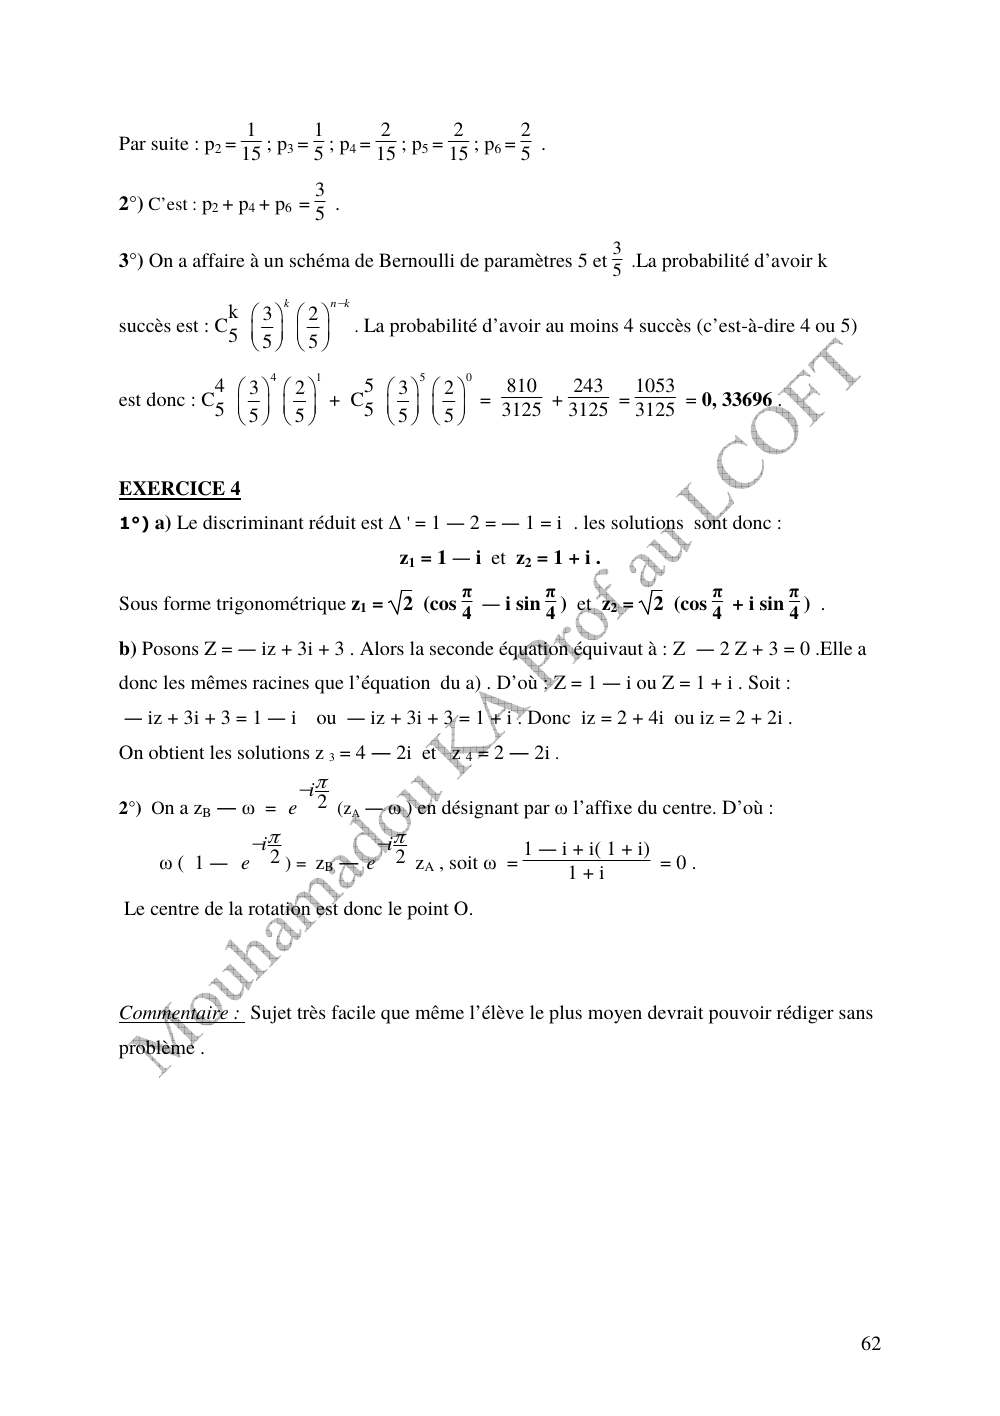 Par suite : p₂ = 1/15 ; p₃ = 1/5 ; p₄ = 2/15 ; p₅ = 2/15 ; p₆ = 2/5 .
2°) C’est : p₂ + p₄ + p₆ = 3/5 .
3°) On a affaire à un schéma de Bernoulli de paramètres 5 et 3/5 .La probabilité d’avoir k
succès est : C₅ᵏ (3/5)^k (2/5)^(n−k) . La probabilité d’avoir au moins 4 succès (c’est-à-dire 4 ou 5)
est donc : C₅⁴ (3/5)⁴ (2/5)¹ + C₅⁵ (3/5)⁵ (2/5)⁰ = 810/3125 + 243/3125 = 1053/3125 = 0, 33696 .
EXERCICE 4
1°) a) Le discriminant réduit est Δ ' = 1 — 2 = — 1 = i . les solutions sont donc :
z₁ = 1 — i et z₂ = 1 + i .
Sous forme trigonométrique z₁ = √2 (cos π/4 — i sin π/4 ) et z₂ = √2 (cos π/4 + i sin π/4 ) .
b) Posons Z = — iz + 3i + 3 . Alors la seconde équation équivaut à : Z — 2 Z + 3 = 0 .Elle a
donc les mêmes racines que l’équation du a) . D’où : Z = 1 — i ou Z = 1 + i . Soit :
— iz + 3i + 3 = 1 — i ou — iz + 3i + 3 = 1 + i . Donc iz = 2 + 4i ou iz = 2 + 2i .
On obtient les solutions z ₃ = 4 — 2i et z ₄ = 2 — 2i .
2°) On a z_B — ω = e^(−iπ/2) (z_A — ω ) en désignant par ω l’affixe du centre. D’où :
ω ( 1 — e^(−iπ/2) ) = z_B — e^(−iπ/2) z_A , soit ω = (1 — i + i( 1 + i))/(1 + i) = 0 .
Le centre de la rotation est donc le point O.
Commentaire : Sujet très facile que même l’élève le plus moyen devrait pouvoir rédiger sans
problème .
Mouhamadou KA Prof au LCOFT
62